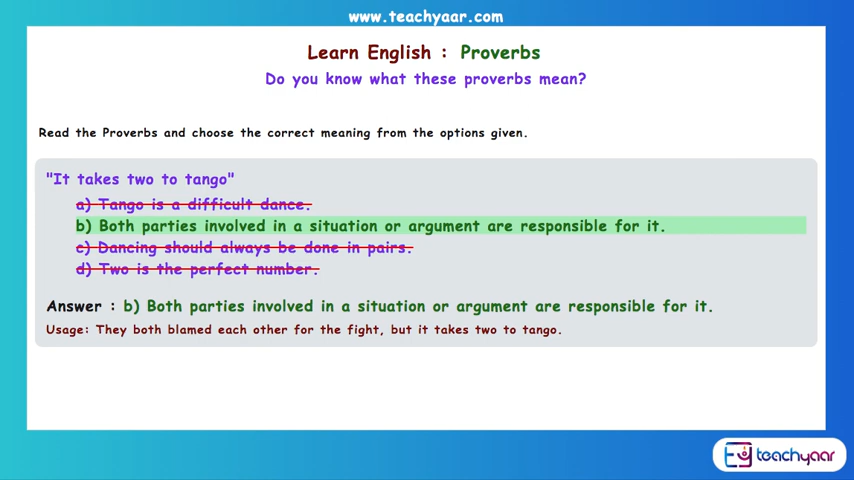 www.teachyaar.com
Learn English : Proverbs
Do you know what these proverbs mean?
Read the Proverbs and choose the correct meaning from the options given.
"It takes two to tango"
a) Tango is a difficult dance.
b) Both parties involved in a situation or argument are responsible for it.
c) Dancing should always be done in pairs.
d) Two is the perfect number.
Answer : b) Both parties involved in a situation or argument are responsible for it.
Usage: They both blamed each other for the fight, but it takes two to tango.
teachyaar